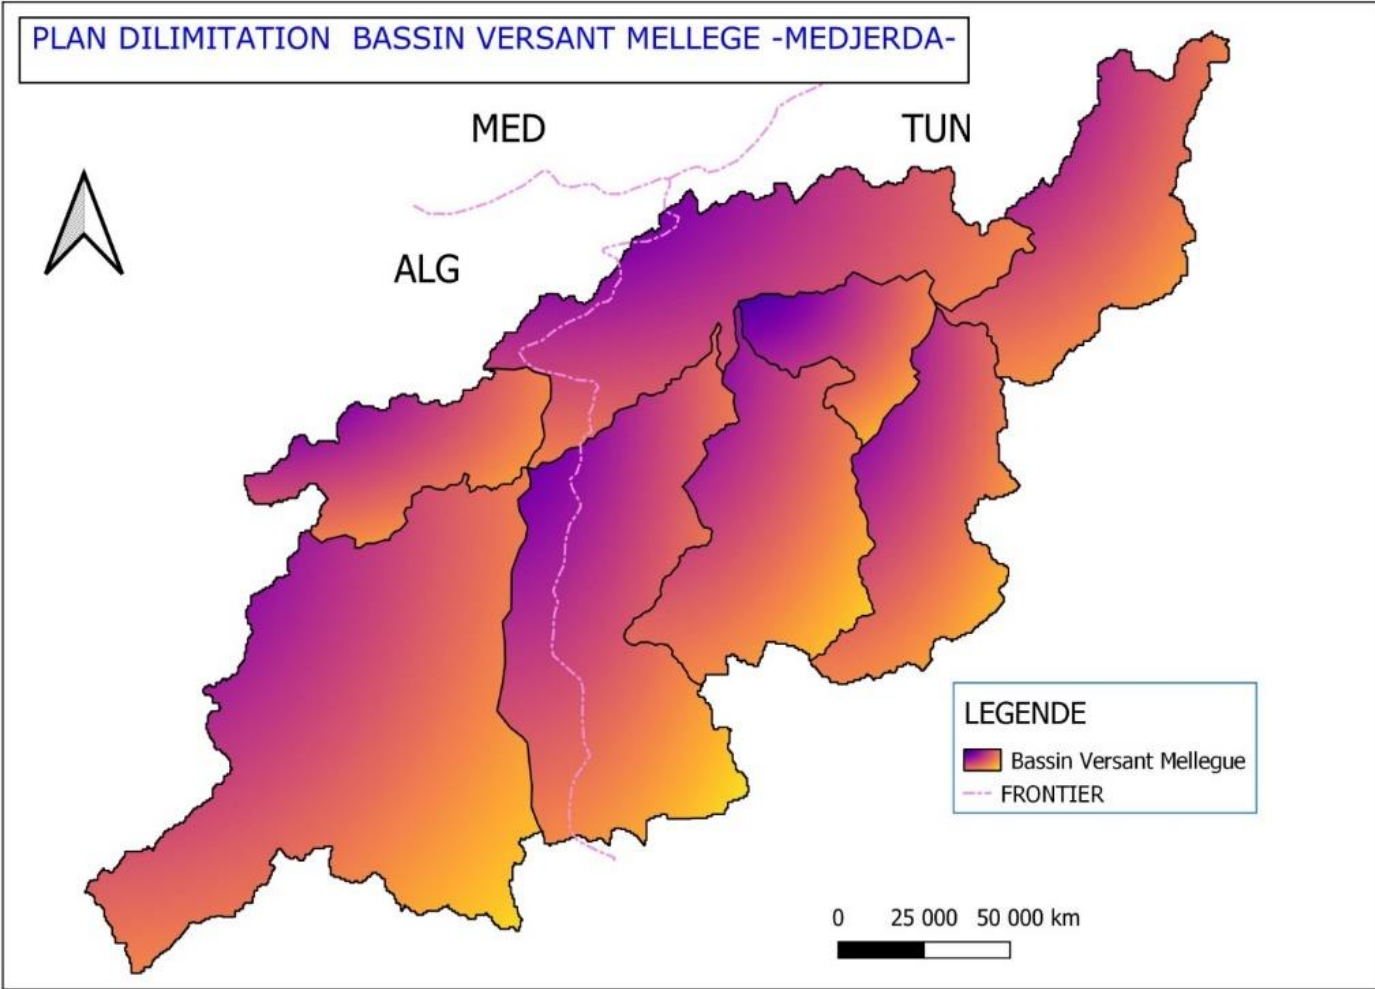 PLAN DILIMITATION BASSIN VERSANT MELLEGE -MEDJERDA-
MED
TUN
ALG
LEGENDE
Bassin Versant Mellegue
FRONTIER
0 25 000 50 000 km